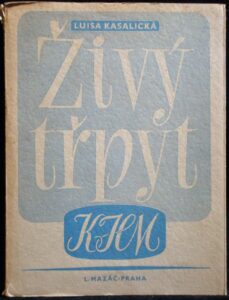 LUISA KASALICKÁ
Živý
třpyt
KHM
L. MAZÁČ-PRAHA